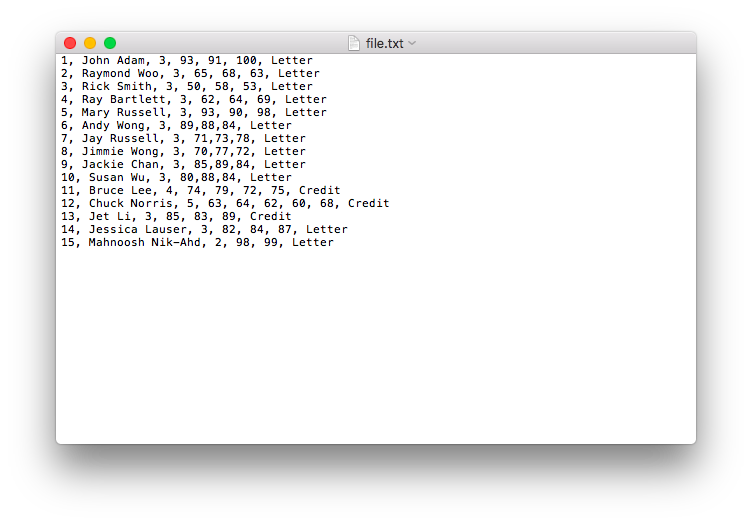 file.txt
1, John Adam, 3, 93, 91, 100, Letter
2, Raymond Woo, 3, 65, 68, 63, Letter
3, Rick Smith, 3, 50, 58, 53, Letter
4, Ray Bartlett, 3, 62, 64, 69, Letter
5, Mary Russell, 3, 93, 90, 98, Letter
6, Andy Wong, 3, 89,88,84, Letter
7, Jay Russell, 3, 71,73,78, Letter
8, Jimmie Wong, 3, 70,77,72, Letter
9, Jackie Chan, 3, 85,89,84, Letter
10, Susan Wu, 3, 80,88,84, Letter
11, Bruce Lee, 4, 74, 79, 72, 75, Credit
12, Chuck Norris, 5, 63, 64, 62, 60, 68, Credit
13, Jet Li, 3, 85, 83, 89, Credit
14, Jessica Lauser, 3, 82, 84, 87, Letter
15, Mahnoosh Nik-Ahd, 2, 98, 99, Letter